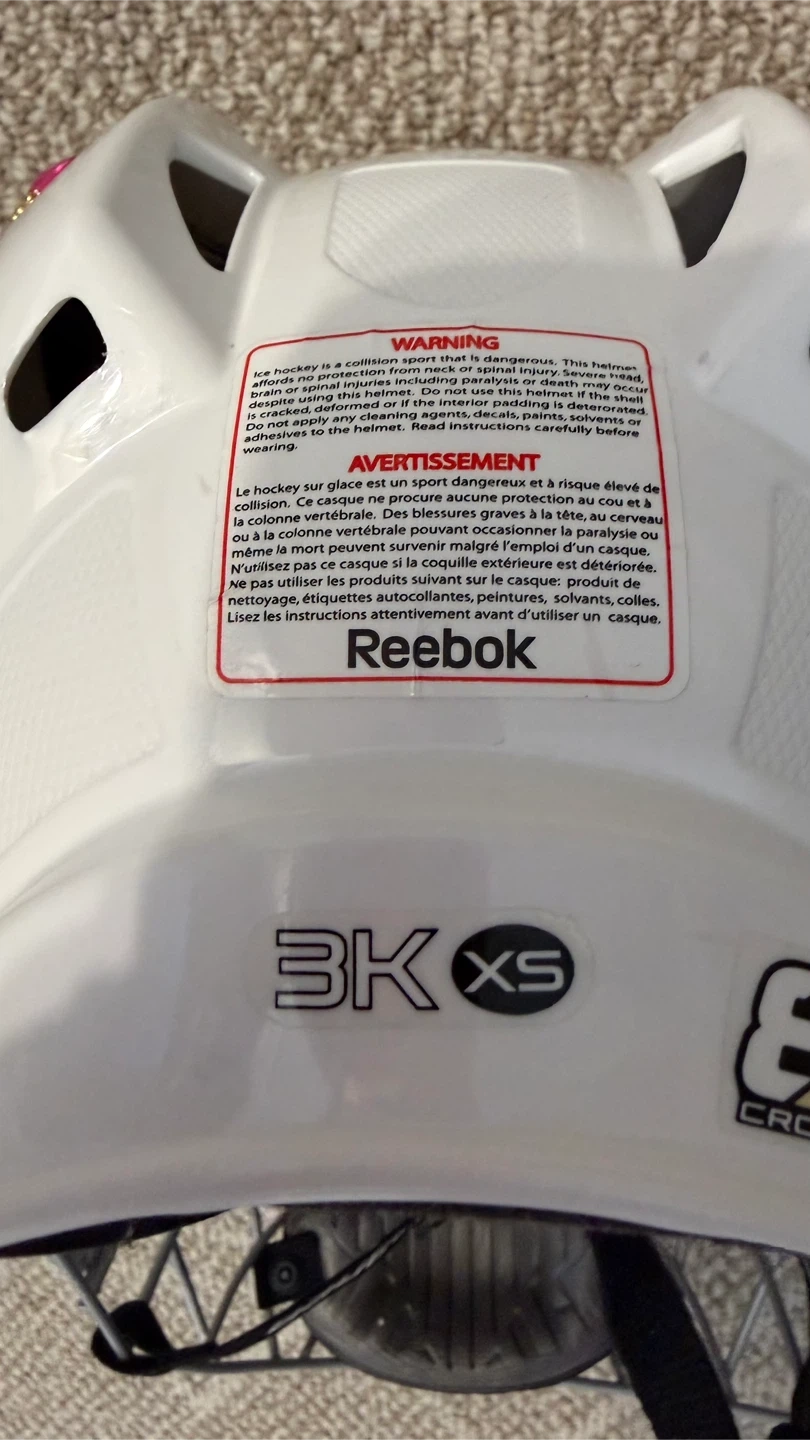 WARNING
Ice hockey is a collision sport that is dangerous. This helmet
affords no protection from neck or spinal injury. Severe head,
brain or spinal injuries including paralysis or death may occur
despite using this helmet. Do not use this helmet if the shell
is cracked, deformed or if the interior padding is deterorated.
Do not apply any cleaning agents, decals, paints, solvents or
adhesives to the helmet. Read instructions carefully before
wearing.
AVERTISSEMENT
Le hockey sur glace est un sport dangereux et à risque élevé de
collision. Ce casque ne procure aucune protection au cou et à
la colonne vertébrale. Des blessures graves à la tête, au cerveau
ou à la colonne vertébrale pouvant occasionner la paralysie ou
même la mort peuvent survenir malgré l'emploi d'un casque.
N'utilisez pas ce casque si la coquille extérieure est détériorée.
Ne pas utiliser les produits suivant sur le casque: produit de
nettoyage, étiquettes autocollantes, peintures, solvants, colles.
Lisez les instructions attentivement avant d'utiliser un casque.
Reebok
3K XS
8
CRO